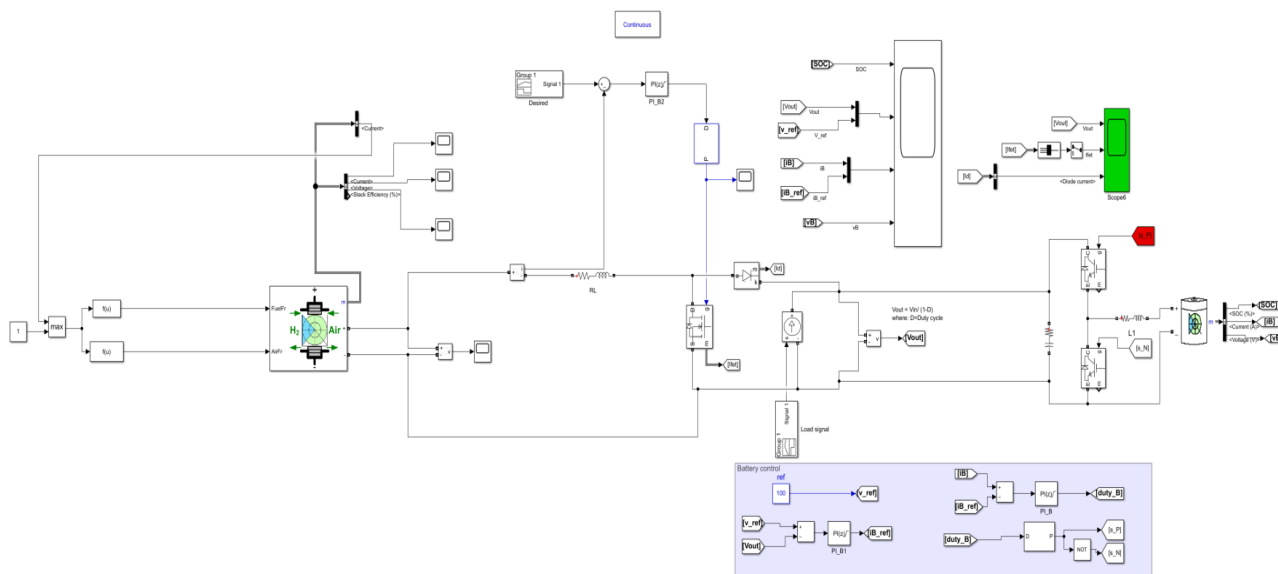 Continuous
Group 1
Signal 1
Desired
PI(z)
PI_B2
D
P
[SOC]
SOC
[Vout]
Vout
[v_ref]
V_ref
[iB]
iB
[iB_ref]
iB_ref
[vB]
vB
[Vout]
Vout
[Ifet]
Ifet
[Id]
<Diode current>
Scope6
<Current>
<Current>
<Voltage>
<Stack Efficiency (%)>
1
max
f(u)
f(u)
FuelFr
AirFr
H2
Air
m
RL
[Id]
[Ifet]
Vout = Vin/ (1-D)
where: D=Duty cycle
[Vout]
Group 1
Signal 1
Load signal
[s_P]
L1
[s_N]
m
<SOC (%)>
<Current (A)>
<Voltage (V)>
[SOC]
[iB]
Battery control
ref
100
[v_ref]
[v_ref]
[Vout]
PI(z)
PI_B1
[iB_ref]
[iB]
[iB_ref]
PI(z)
PI_B
[duty_B]
[duty_B]
D
P
NOT
[s_P]
[s_N]